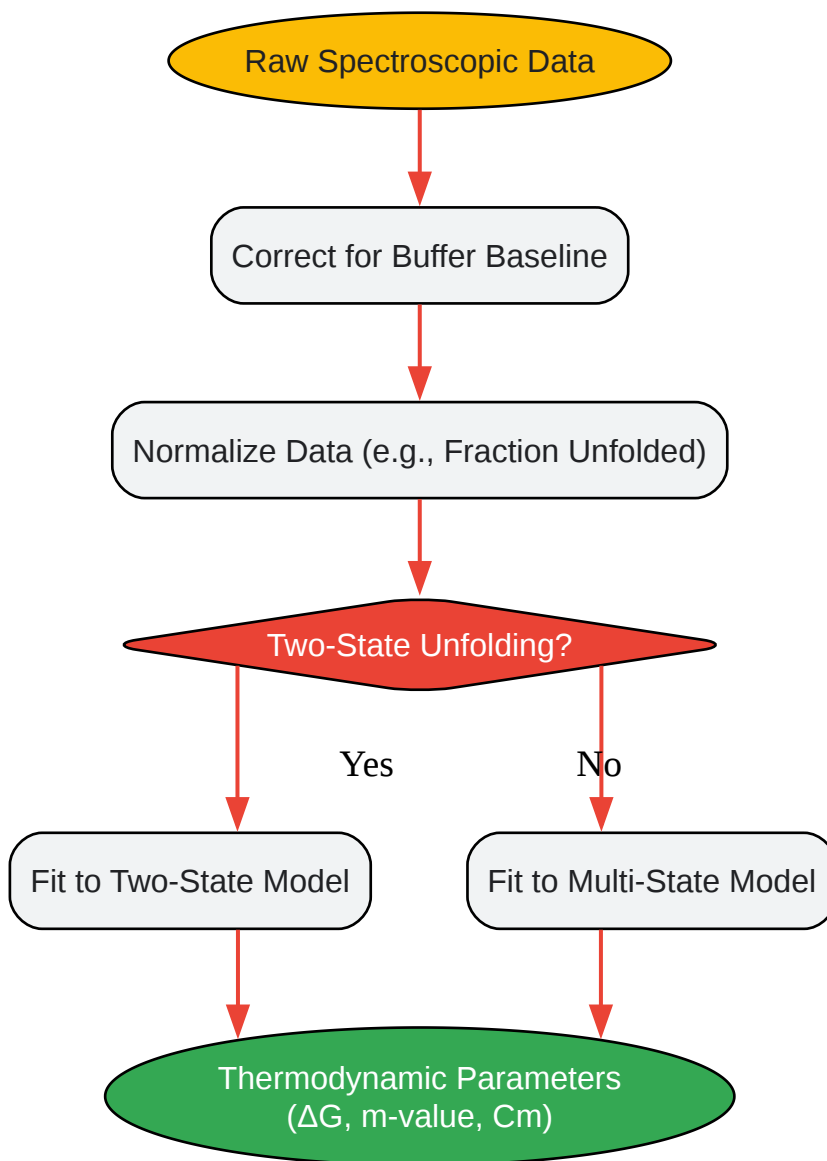 Raw Spectroscopic Data
Correct for Buffer Baseline
Normalize Data (e.g., Fraction Unfolded)
Two-State Unfolding?
Yes
No
Fit to Two-State Model
Fit to Multi-State Model
Thermodynamic Parameters
(ΔG, m-value, Cm)